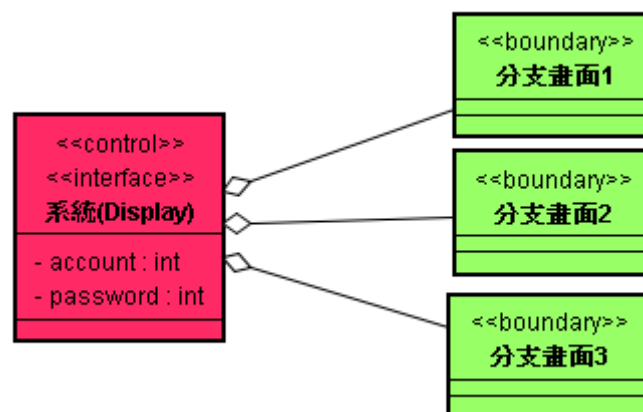 <<control>>
<<interface>>
系統(Display)
- account : int
- password : int
<<boundary>>
分支畫面1
<<boundary>>
分支畫面2
<<boundary>>
分支畫面3